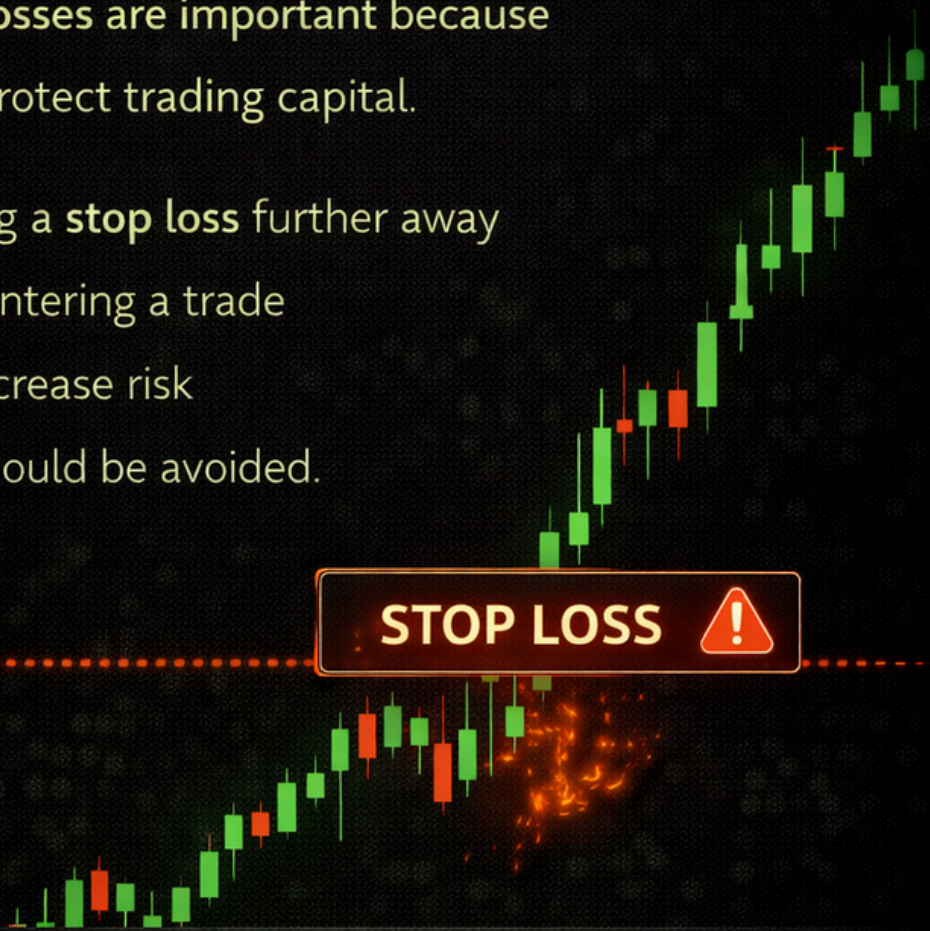 osses are important because
rotect trading capital.
g a stop loss further away
ntering a trade
crease risk
ould be avoided.
STOP LOSS